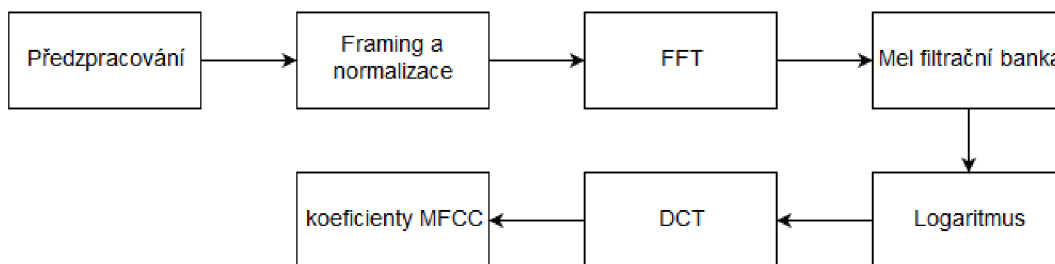 Předzpracování
Framing a
normalizace
FFT
Mel filtrační banka
Logaritmus
DCT
koeficienty MFCC